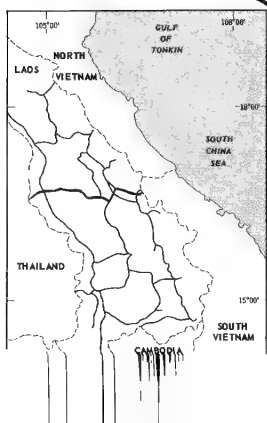 105°00'
108°00'
GULF
OF
TONKIN
NORTH
VIETNAM
LAOS
18°00'
SOUTH
CHINA
SEA
THAILAND
15°00'
SOUTH
VIETNAM
CAMBODIA